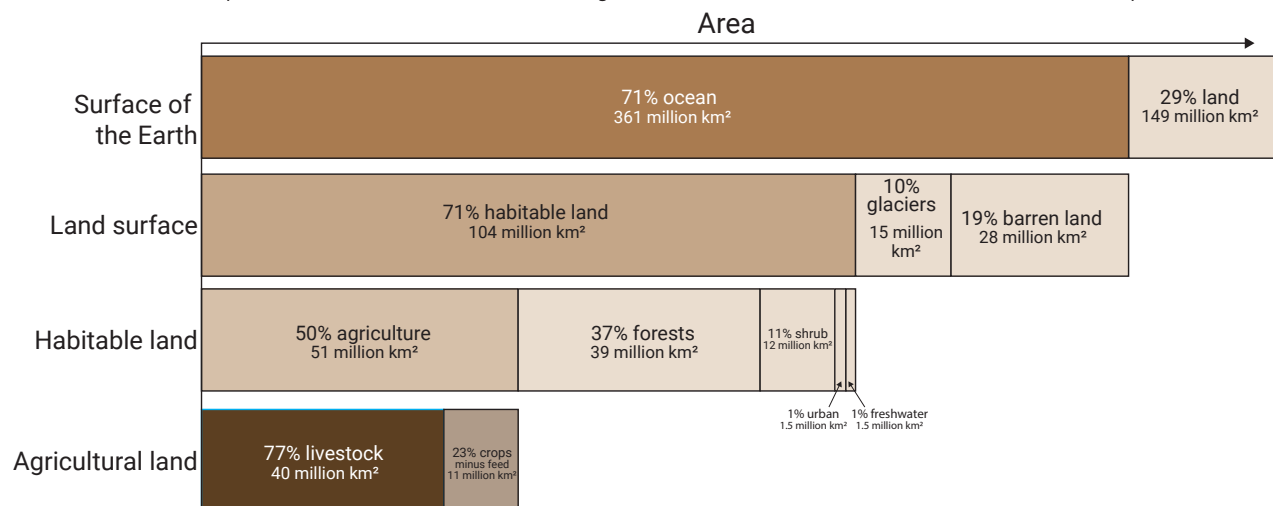 Area
Surface of
the Earth
71% ocean
361 million km²
29% land
149 million km²
Land surface
71% habitable land
104 million km²
10%
glaciers
15 million
km²
19% barren land
28 million km²
Habitable land
50% agriculture
51 million km²
37% forests
39 million km²
11% shrub
12 million km²
1% urban
1.5 million km²
1% freshwater
1.5 million km²
Agricultural land
77% livestock
40 million km²
23% crops
minus feed
11 million km²